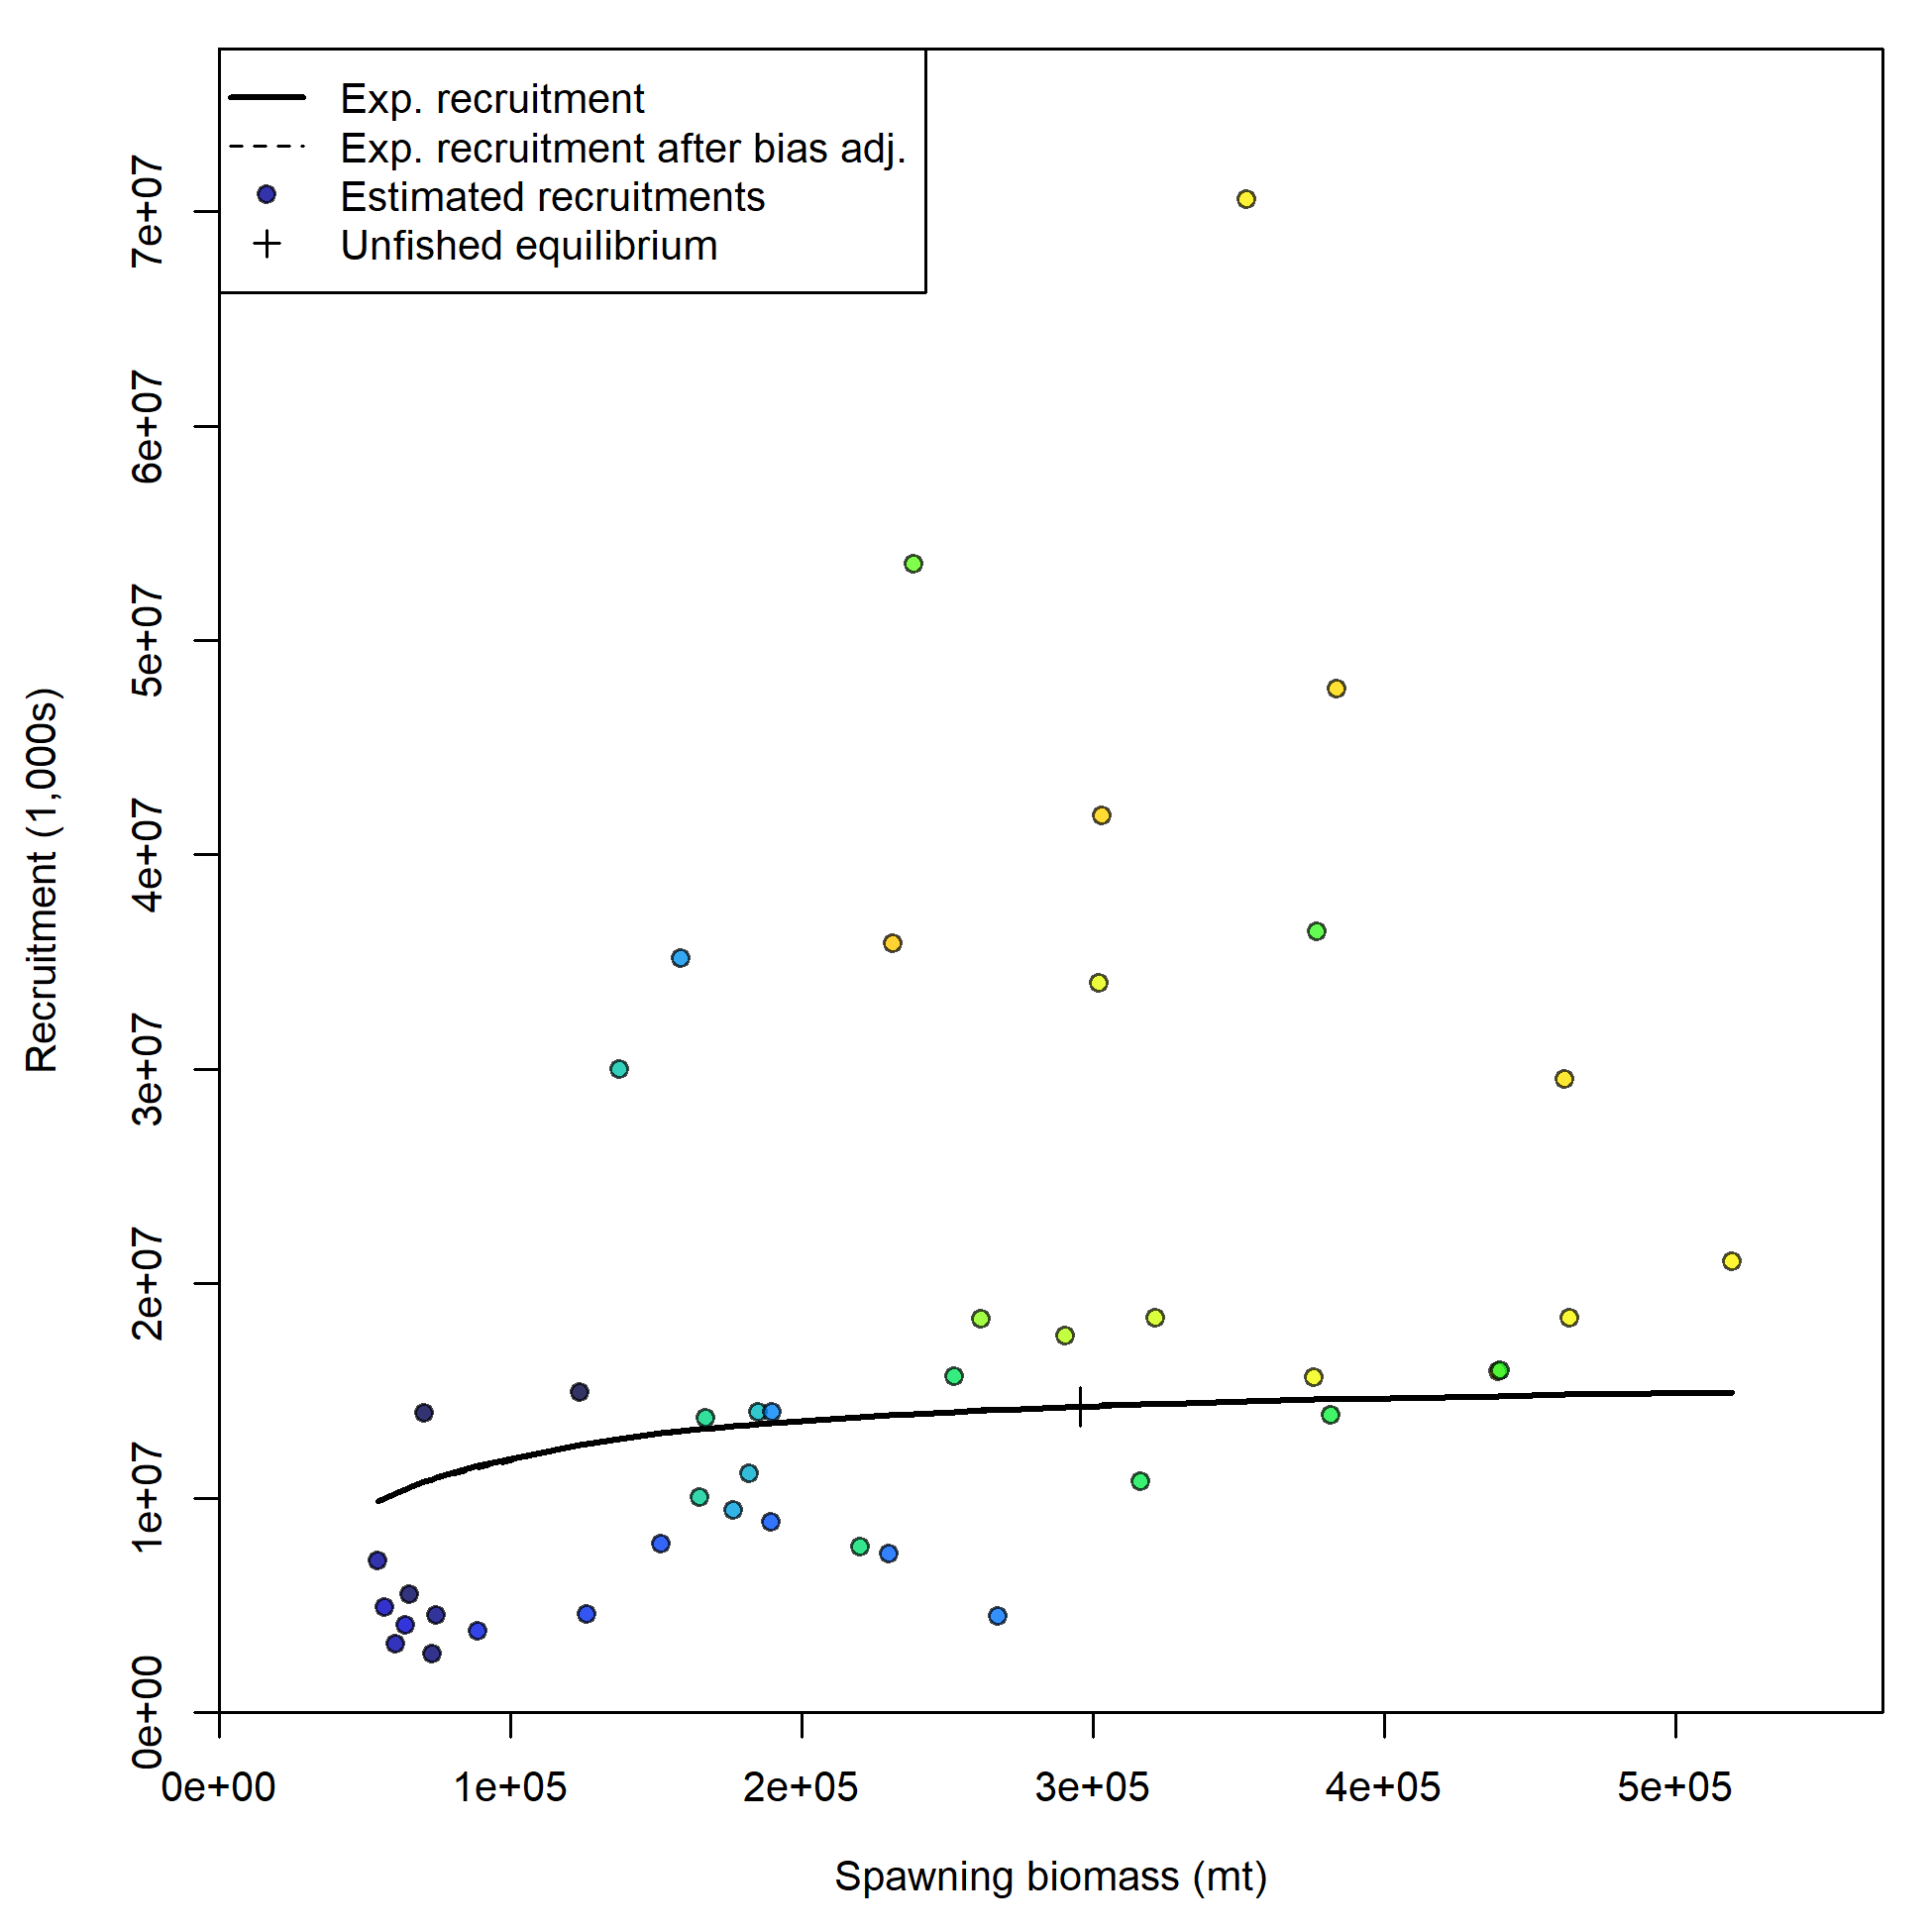 Exp. recruitment
Exp. recruitment after bias adj.
Estimated recruitments
Unfished equilibrium
Recruitment (1,000s)
7e+07
6e+07
5e+07
4e+07
3e+07
2e+07
1e+07
0e+00
0e+00 1e+05 2e+05 3e+05 4e+05 5e+05
Spawning biomass (mt)